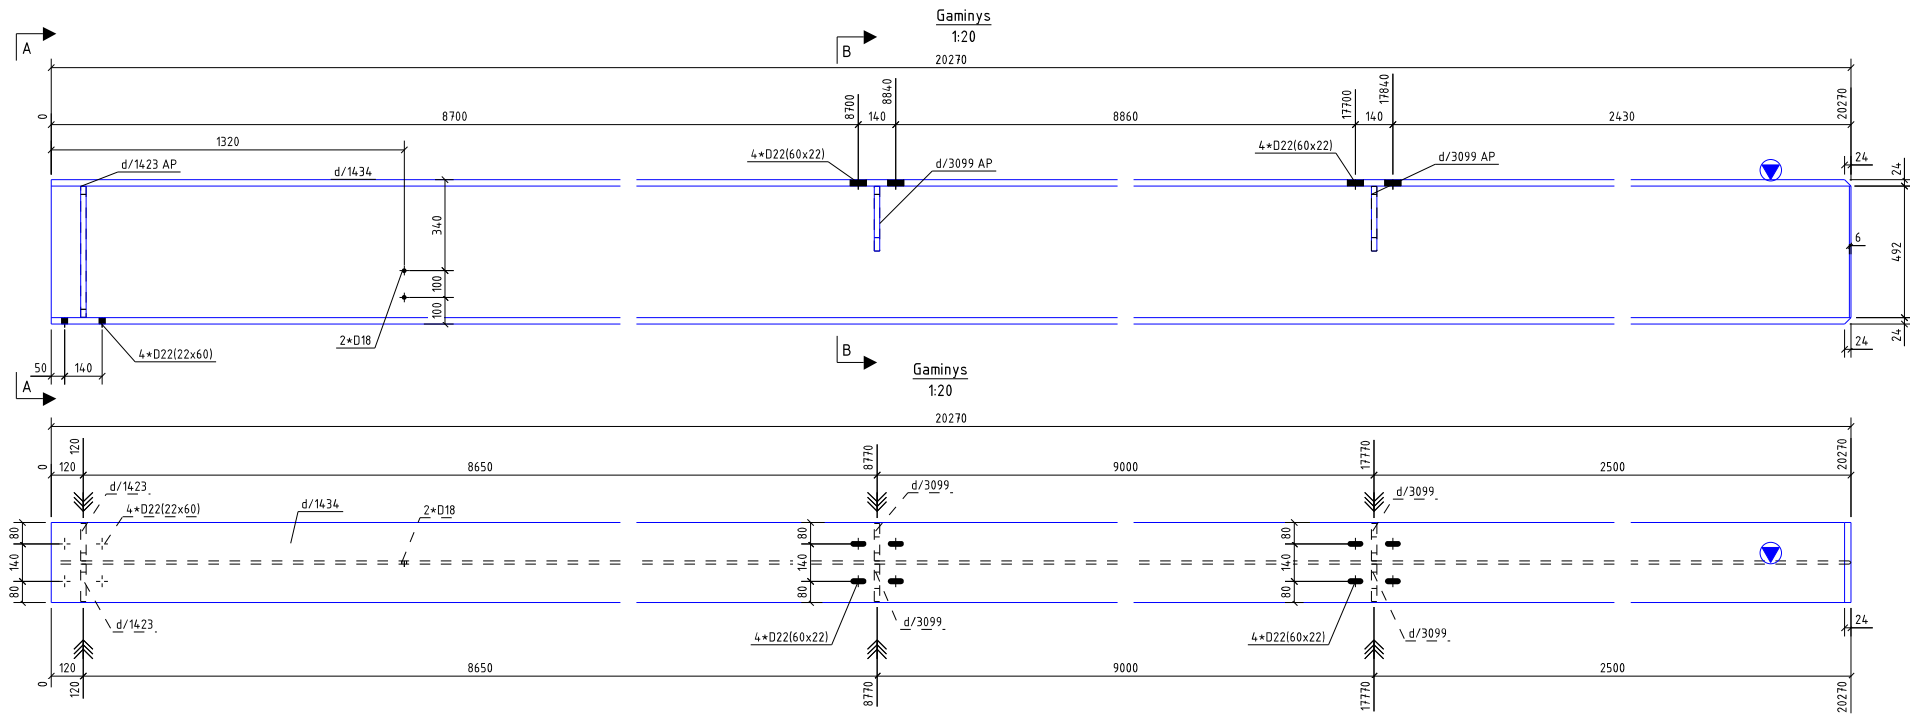 Gaminys
1:20
A
B
20270
0
8700
8700
140
8840
8860
17700
140
17840
2430
20270
1320
d/1423 AP
d/1434
4*D22(60x22)
d/3099 AP
4*D22(60x22)
d/3099 AP
24
24
340
100
100
6
492
2*D18
4*D22(22x60)
24
24
50
140
A
B
Gaminys
1:20
20270
0
120
120
8650
8770
9000
17770
2500
20270
d/1423
4*D22(22x60)
d/1434
2*D18
d/3099
d/3099
80
140
80
80
140
80
80
140
80
d/1423
4*D22(60x22)
d/3099
4*D22(60x22)
d/3099
24
0
120
120
8650
8770
9000
17770
2500
20270